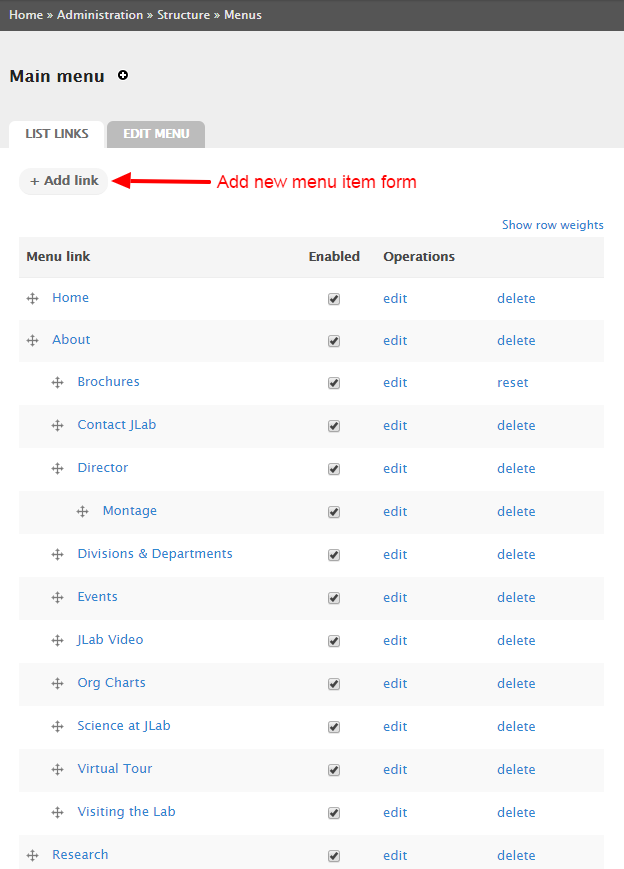 Home » Administration » Structure » Menus
Main menu
LIST LINKS EDIT MENU
+ Add link Add new menu item form
Show row weights
Menu link Enabled Operations
Home edit delete
About edit delete
Brochures edit reset
Contact JLab edit delete
Director edit delete
Montage edit delete
Divisions & Departments edit delete
Events edit delete
JLab Video edit delete
Org Charts edit delete
Science at JLab edit delete
Virtual Tour edit delete
Visiting the Lab edit delete
Research edit delete